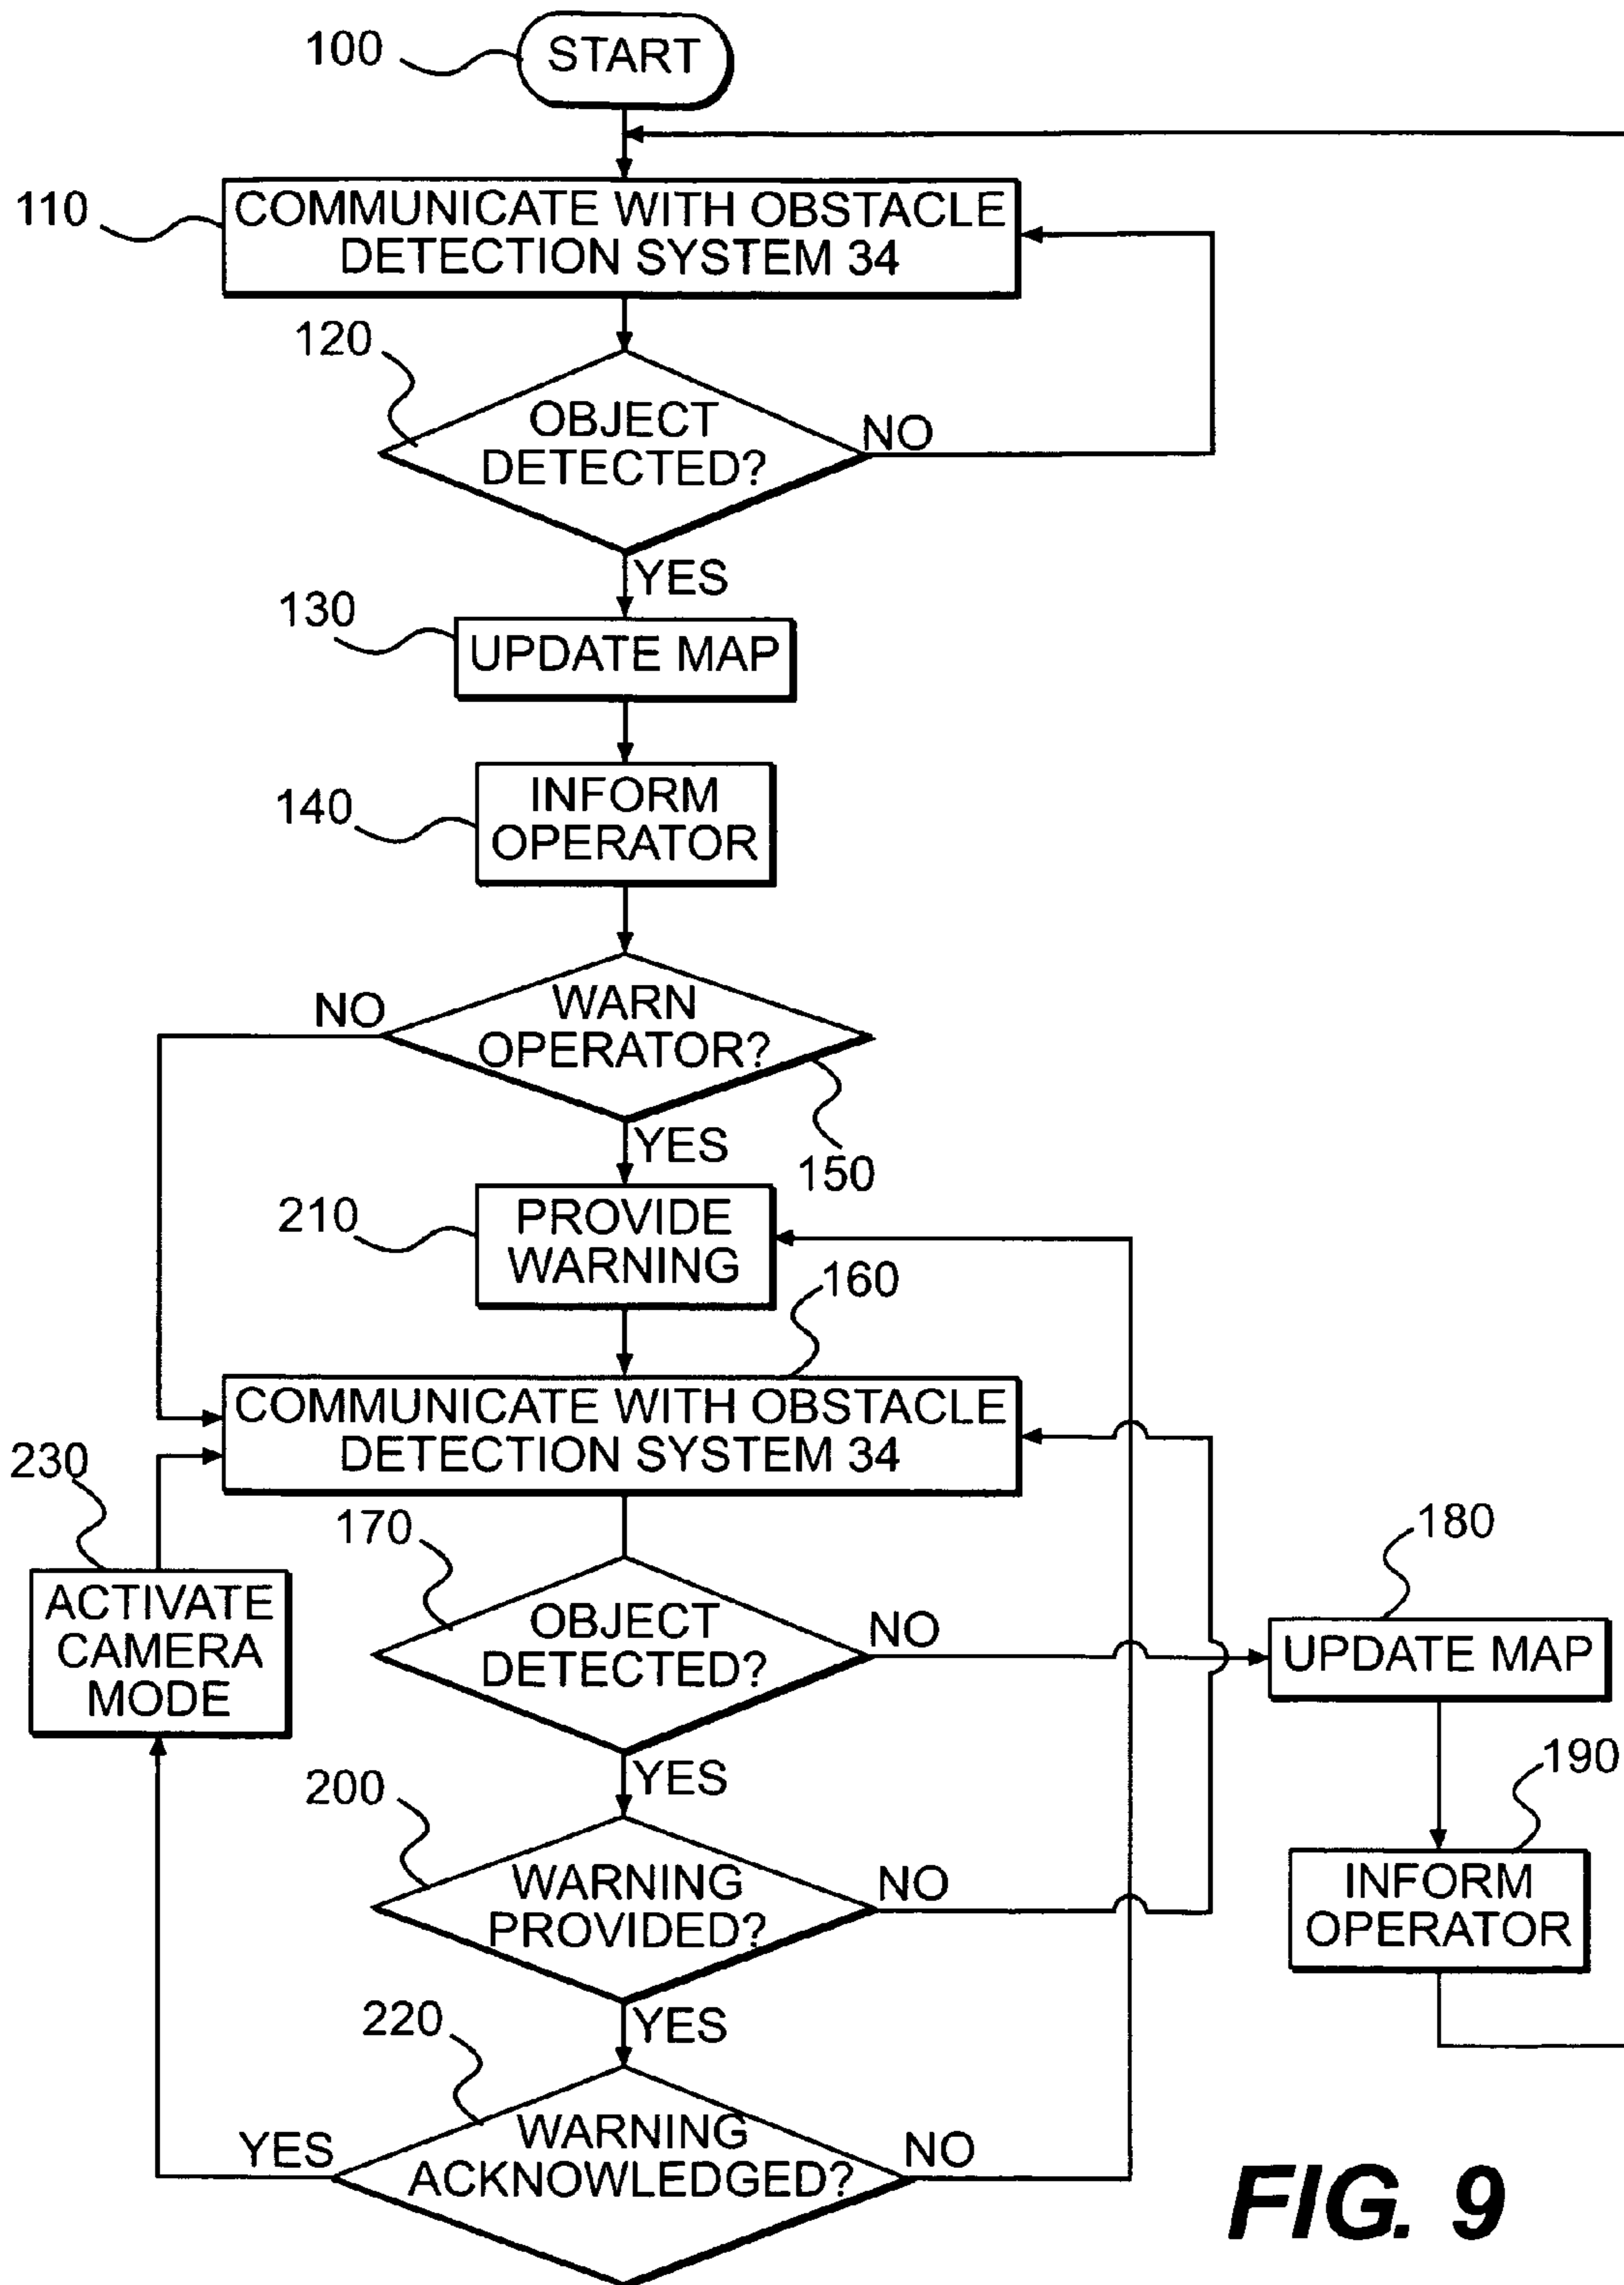 100
START
110
COMMUNICATE WITH OBSTACLE
DETECTION SYSTEM 34
120
OBJECT
DETECTED?
NO
YES
130
UPDATE MAP
140
INFORM
OPERATOR
NO
WARN
OPERATOR?
YES
150
210
PROVIDE
WARNING
160
COMMUNICATE WITH OBSTACLE
DETECTION SYSTEM 34
230
ACTIVATE
CAMERA
MODE
170
OBJECT
DETECTED?
NO
YES
180
UPDATE MAP
190
INFORM
OPERATOR
200
WARNING
PROVIDED?
NO
YES
220
WARNING
ACKNOWLEDGED?
YES
NO
FIG. 9